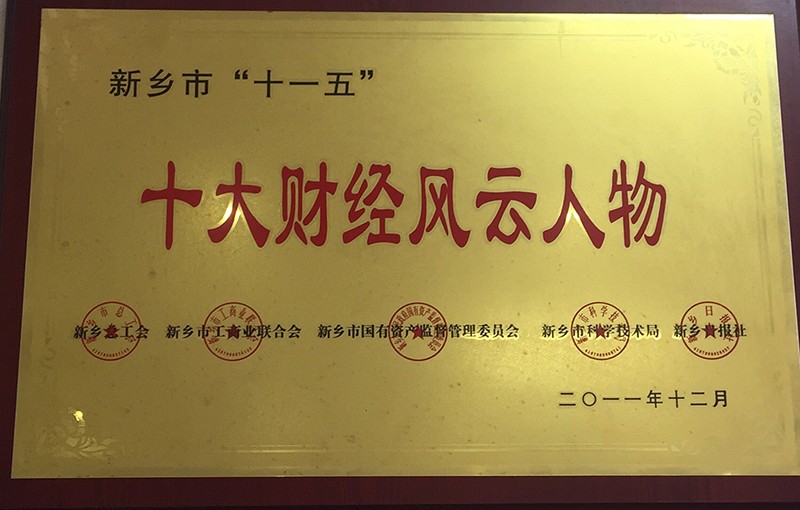 新乡市“十一五”
十大财经风云人物
新乡总工会 新乡市工商业联合会 新乡市国有资产监督管理委员会 新乡市科学技术局 新乡日报社
二〇一一年十二月